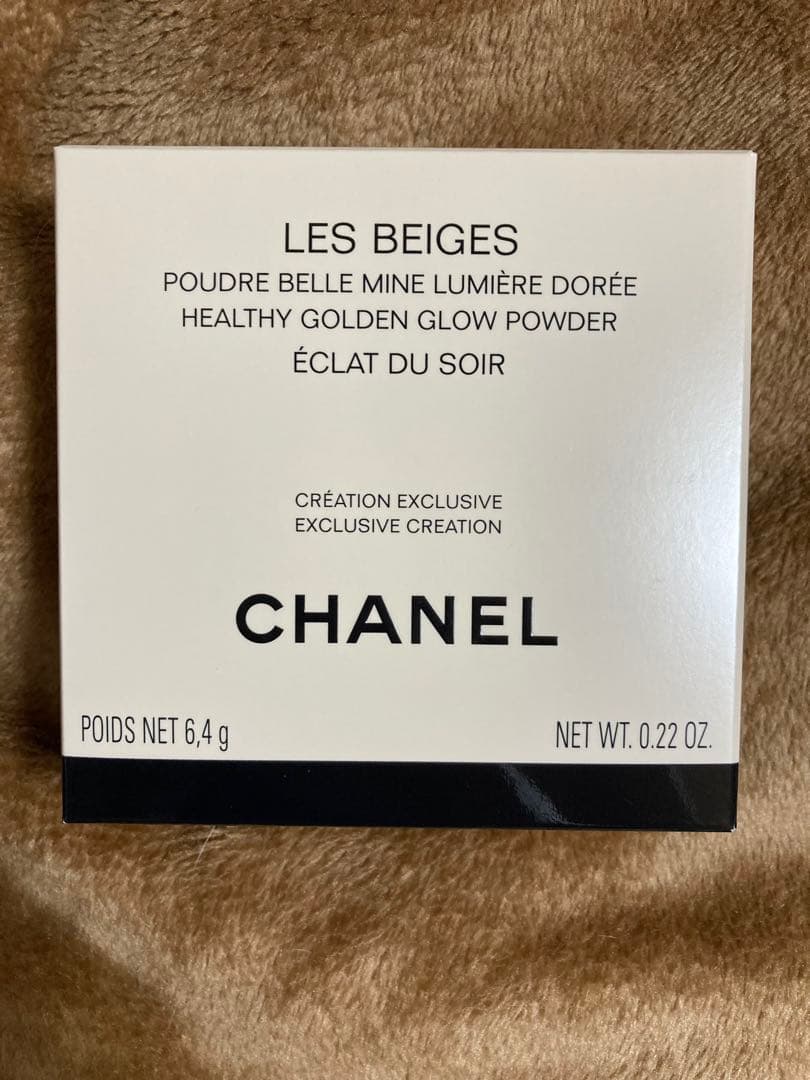 LES BEIGES
POUDRE BELLE MINE LUMIÈRE DORÉE
HEALTHY GOLDEN GLOW POWDER
ÉCLAT DU SOIR
CRÉATION EXCLUSIVE
EXCLUSIVE CREATION
CHANEL
POIDS NET 6,4 g
NET WT. 0.22 OZ.